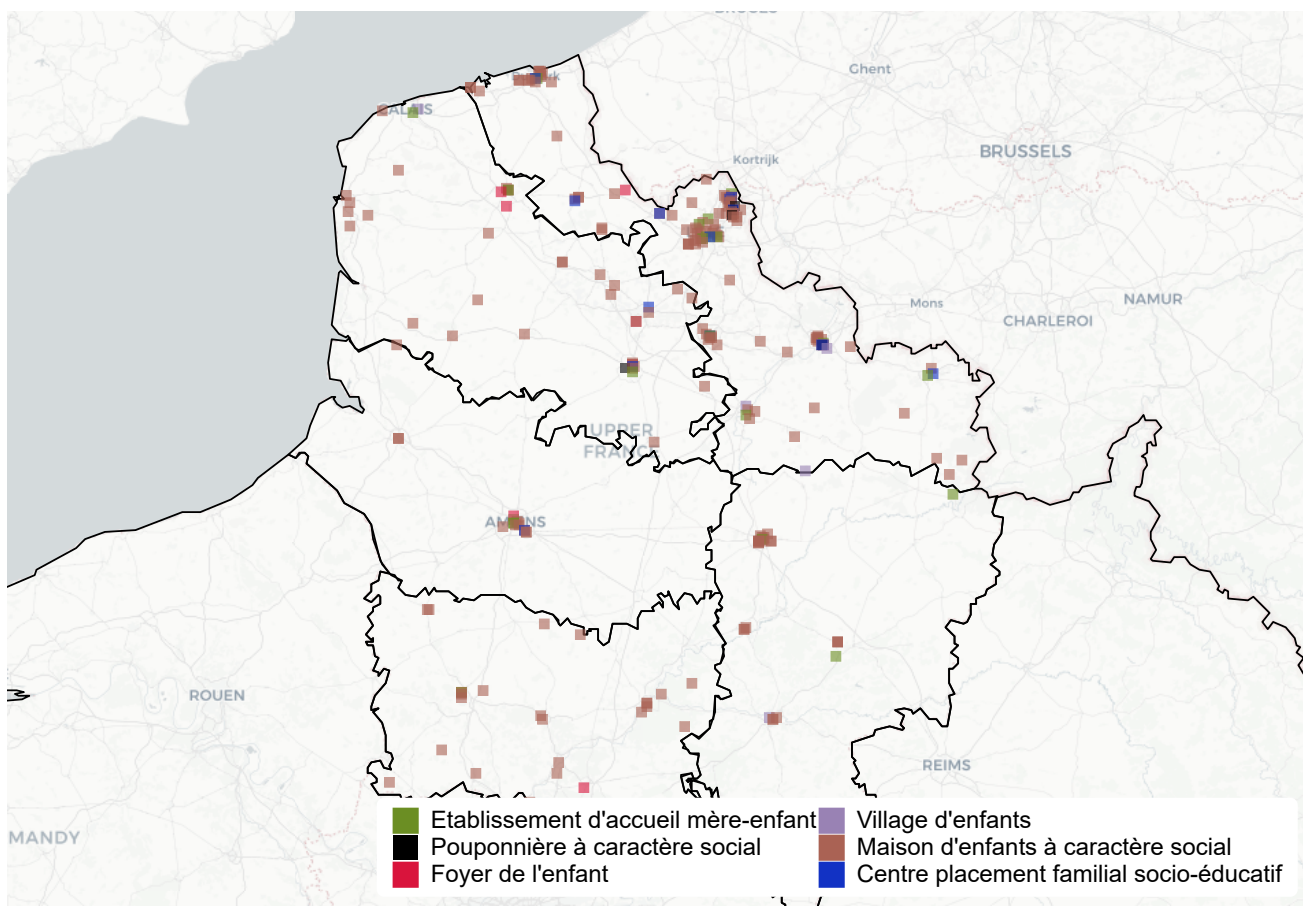 Ghent
Kortrijk
BRUSSELS
Mons
NAMUR
CHARLEROI
UPPER
FRANC
ROUEN
REIMS
MANDY
Etablissement d'accueil mère-enfant
Village d'enfants
Pouponnière à caractère social
Maison d'enfants à caractère social
Foyer de l'enfant
Centre placement familial socio-éducatif